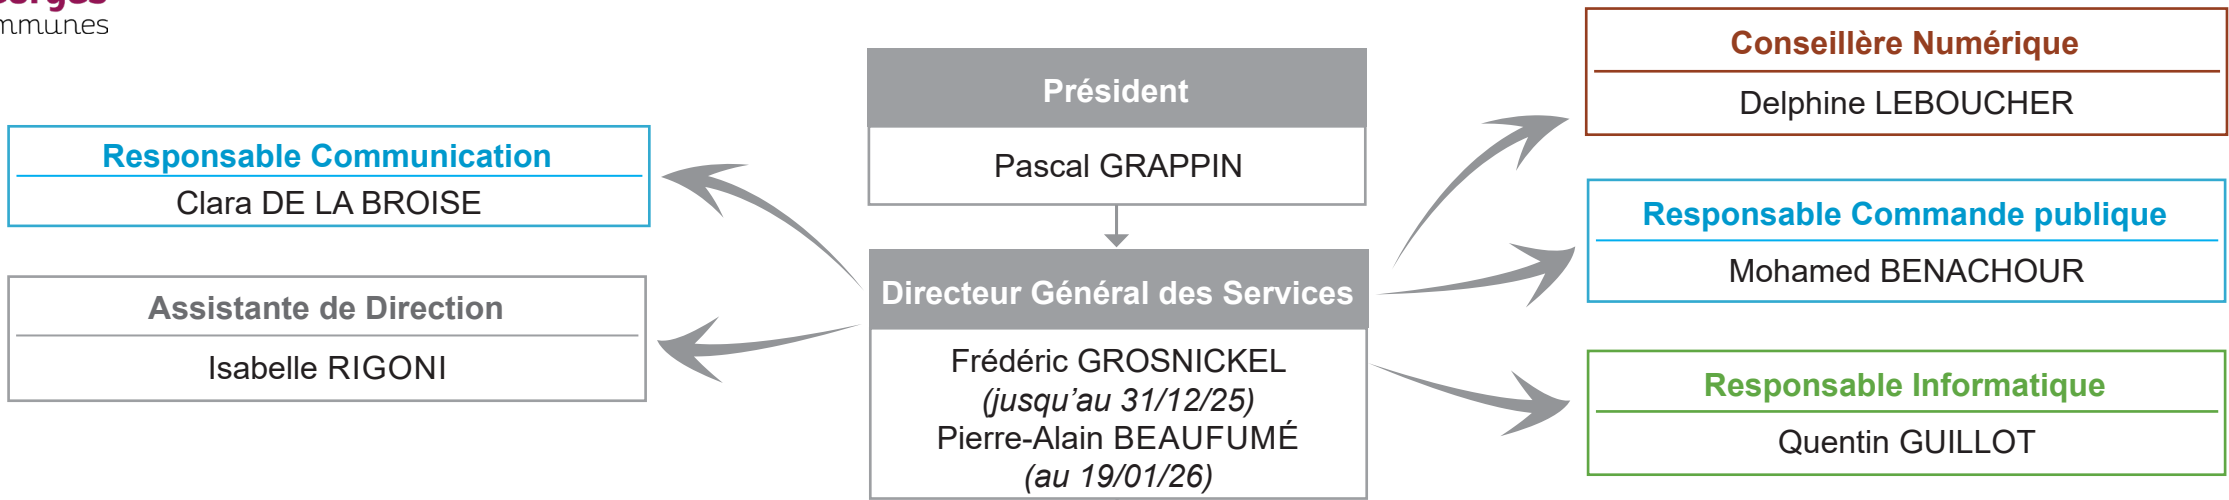 mmunes
Président
Pascal GRAPPIN
Responsable Communication
Clara DE LA BROISE
Assistante de Direction
Isabelle RIGONI
Directeur Général des Services
Frédéric GROSNICKEL
(jusqu’au 31/12/25)
Pierre-Alain BEAUFUMÉ
(au 19/01/26)
Conseillère Numérique
Delphine LEBOUCHER
Responsable Commande publique
Mohamed BENACHOUR
Responsable Informatique
Quentin GUILLOT